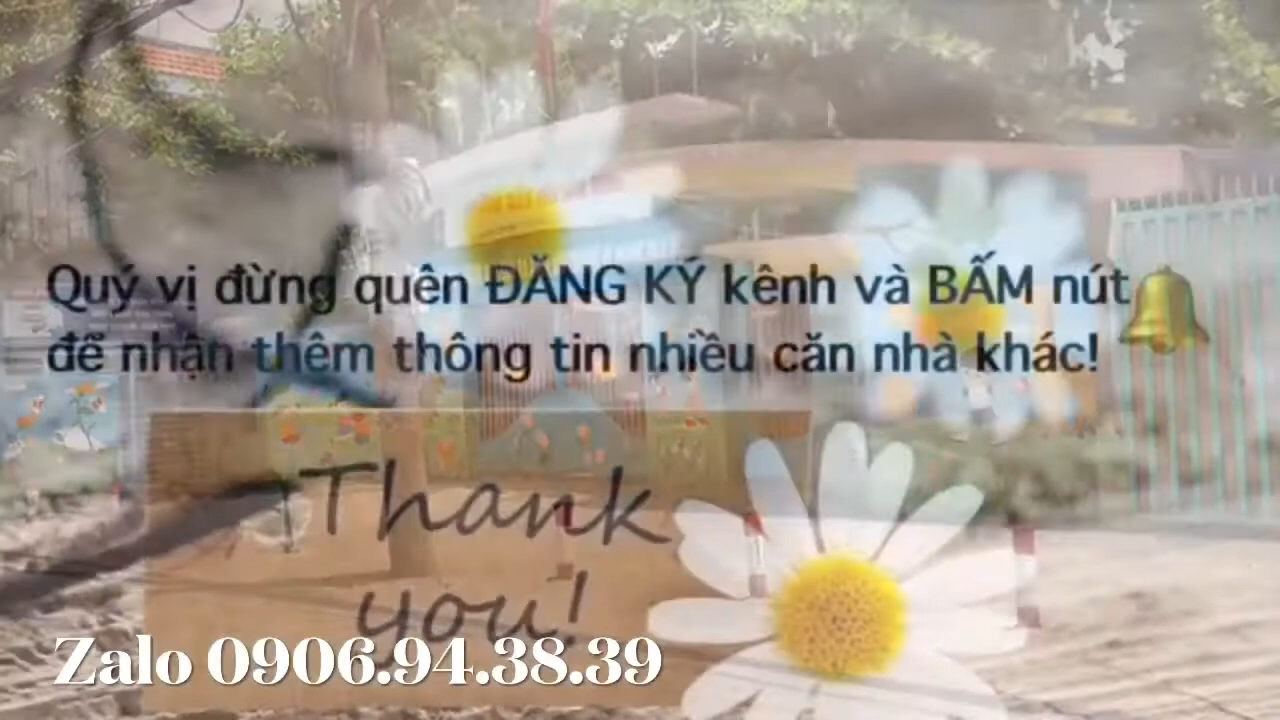 Quý vị đừng quên ĐĂNG KÝ kênh và BẤM nút
để nhận thêm thông tin nhiều căn nhà khác!
Thank
you!
Zalo 0906.94.38.39